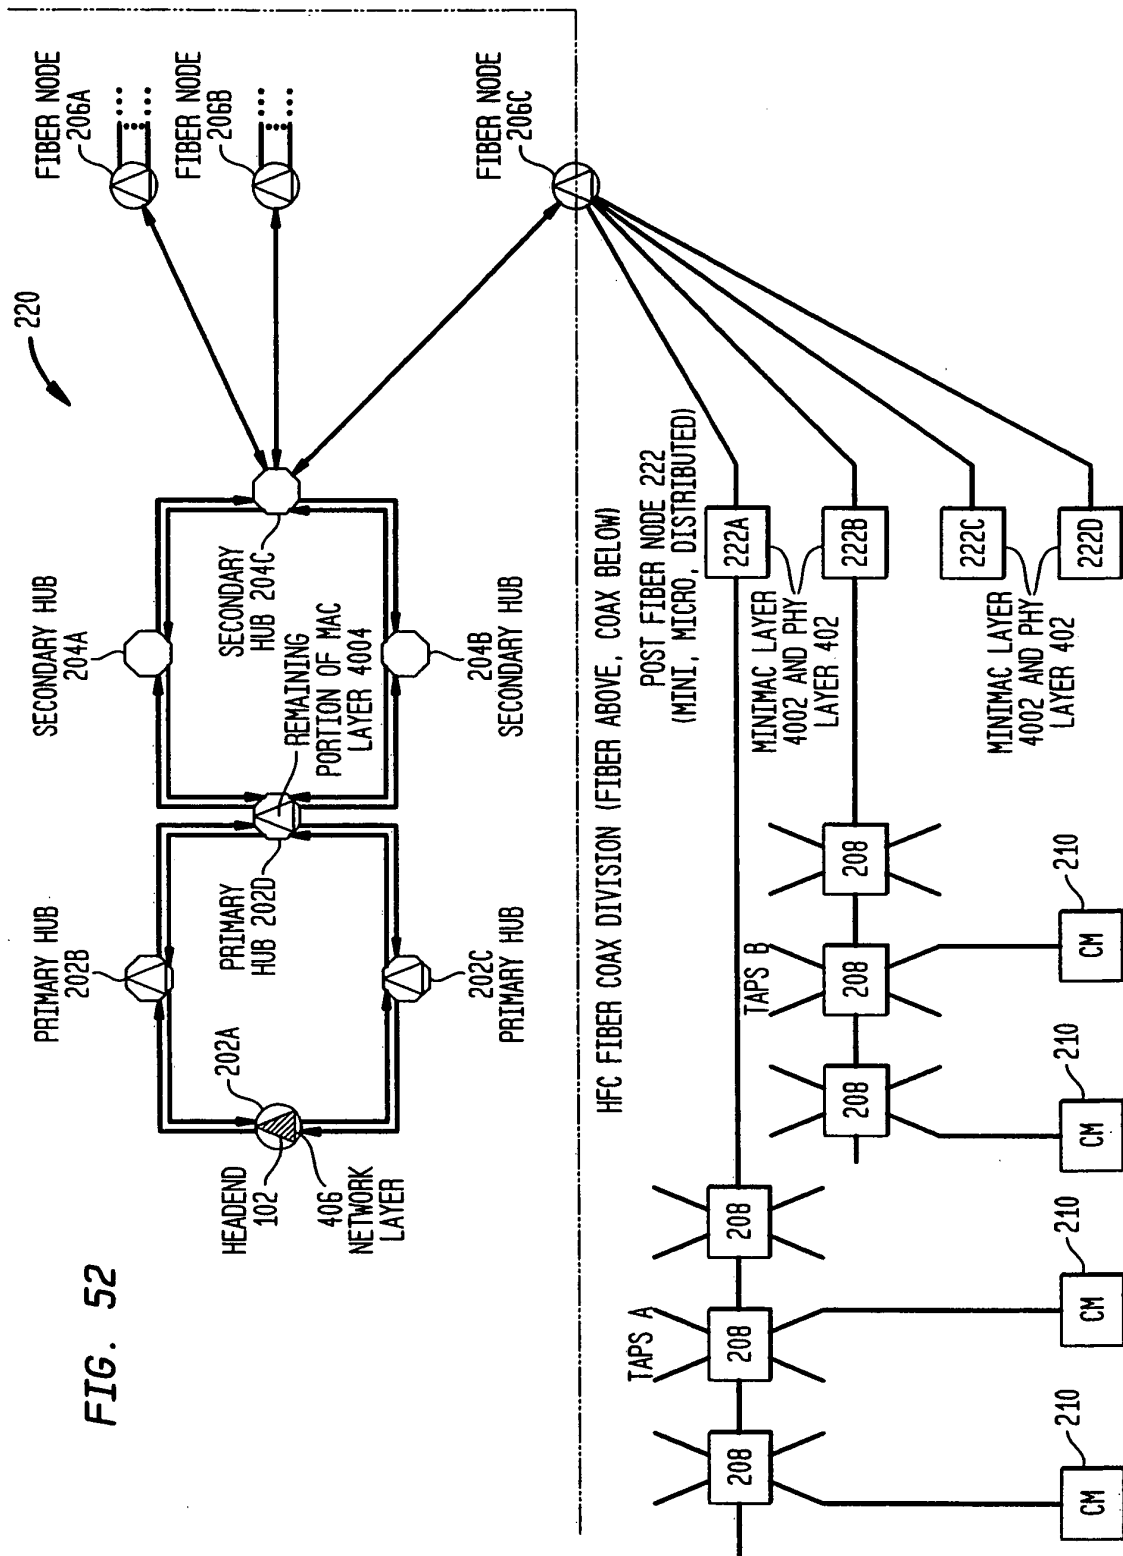 FIG. 52
220
HEADEND
102
202A
406
NETWORK
LAYER
PRIMARY HUB
202B
PRIMARY
HUB 202D
202C
PRIMARY HUB
REMAINING
PORTION OF MAC
LAYER 4004
SECONDARY HUB
204A
SECONDARY
HUB 204C
204B
SECONDARY HUB
FIBER NODE
206A
FIBER NODE
206B
FIBER NODE
206C
HFC FIBER COAX DIVISION (FIBER ABOVE, COAX BELOW)
POST FIBER NODE 222
(MINI, MICRO, DISTRIBUTED)
TAPS A
208
208
208
222A
MINIMAC LAYER
4002 AND PHY
LAYER 402
TAPS B
208
208
208
222B
222C
MINIMAC LAYER
4002 AND PHY
LAYER 402
222D
210
CM
210
CM
210
CM
210
CM